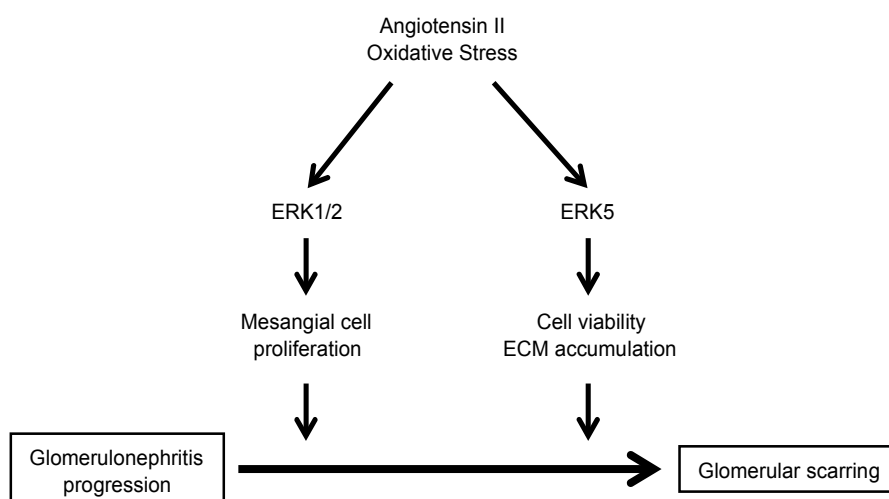 Angiotensin II
Oxidative Stress
ERK1/2
ERK5
Mesangial cell
proliferation
Cell viability
ECM accumulation
Glomerulonephritis
progression
Glomerular scarring